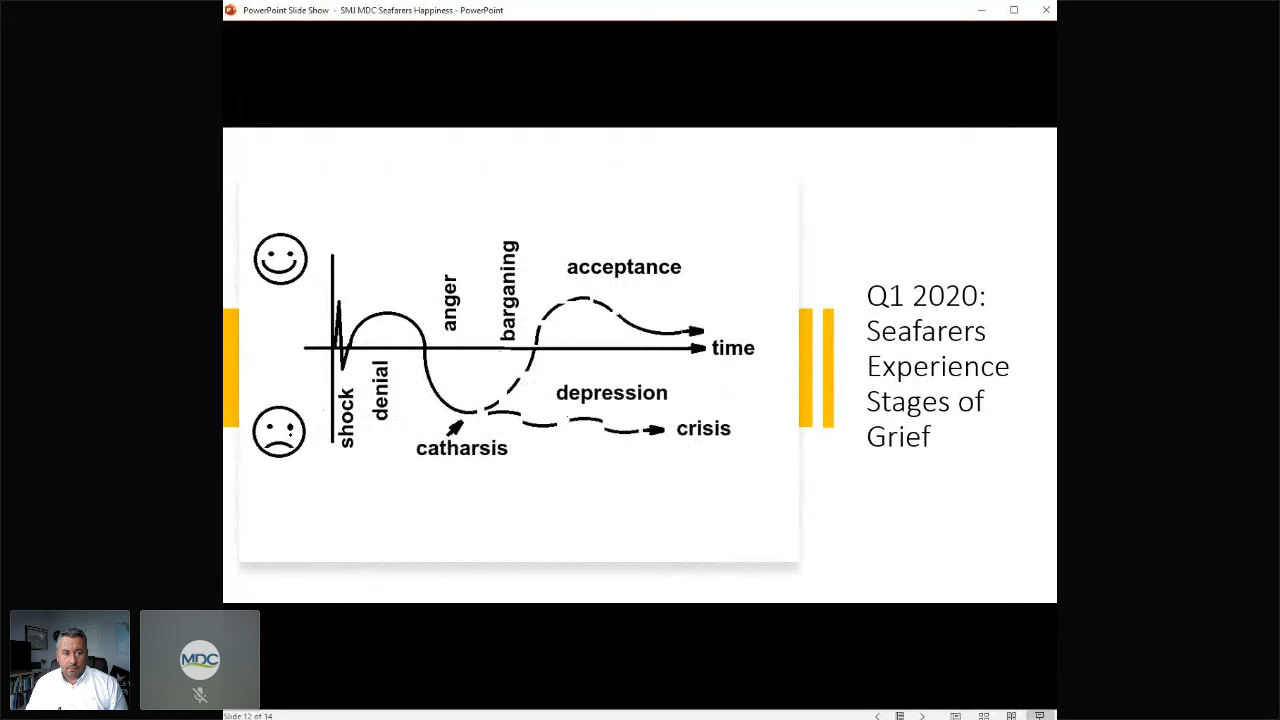 PowerPoint Slide Show - SMJ MDC Seafarers Happiness - PowerPoint
shock
denial
anger
barganing
acceptance
time
depression
crisis
catharsis
Q1 2020:
Seafarers
Experience
Stages of
Grief
MDC
Slide 12 of 14